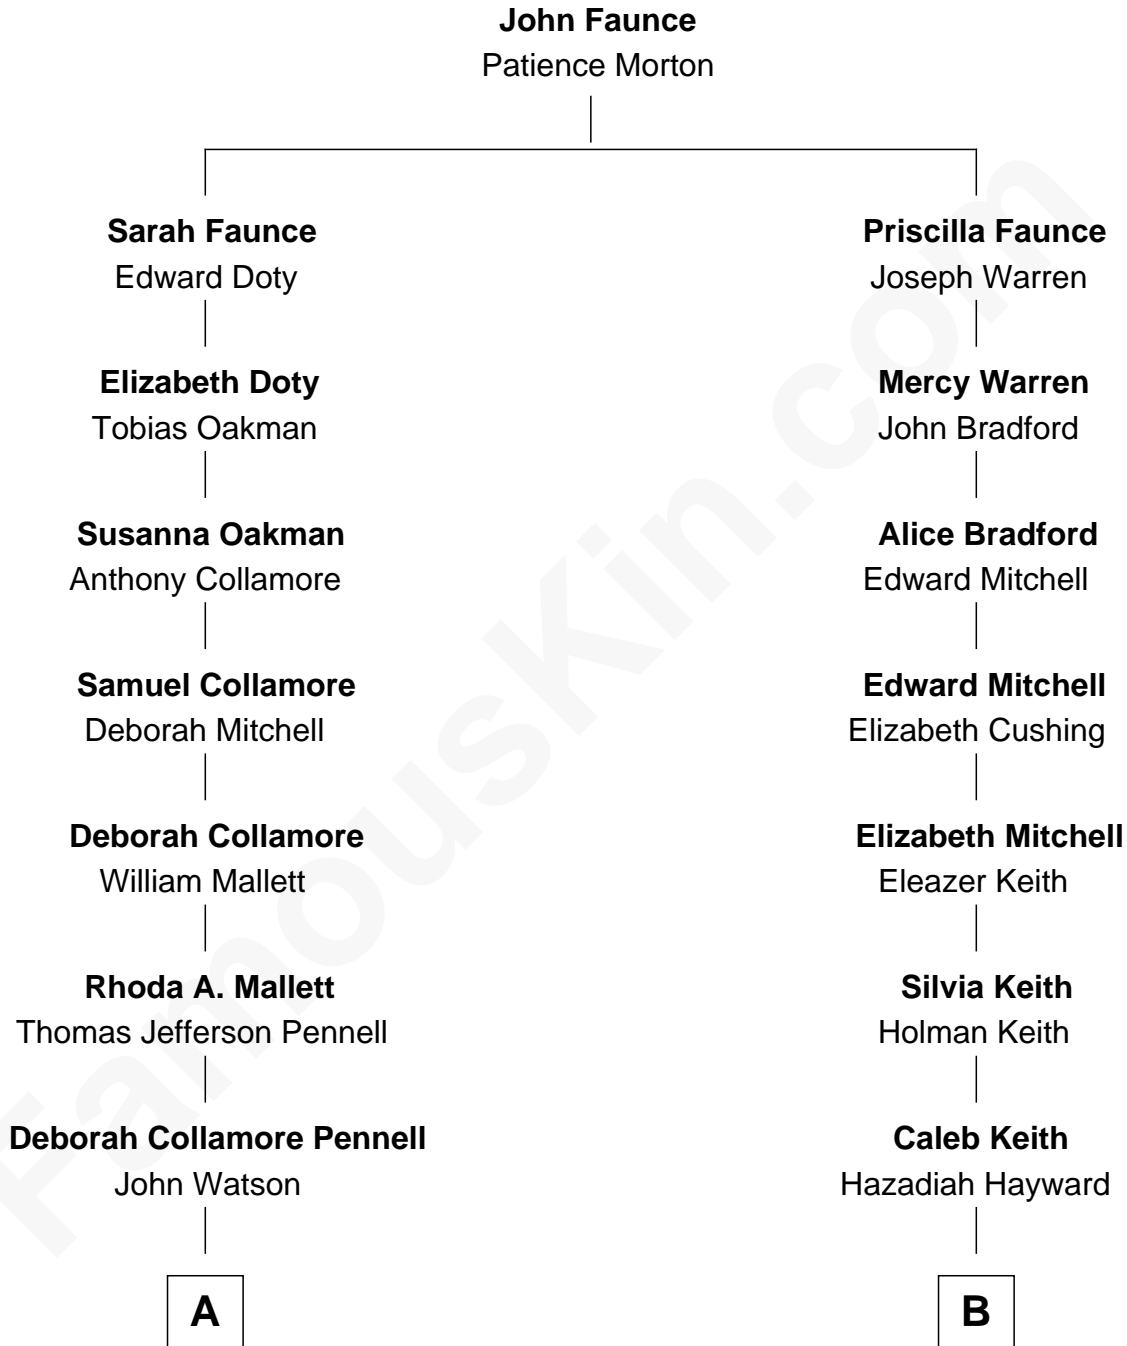 John Faunce
Patience Morton
Sarah Faunce
Edward Doty
Priscilla Faunce
Joseph Warren
Elizabeth Doty
Tobias Oakman
Mercy Warren
John Bradford
Susanna Oakman
Anthony Collamore
Alice Bradford
Edward Mitchell
Samuel Collamore
Deborah Mitchell
Edward Mitchell
Elizabeth Cushing
Deborah Collamore
William Mallett
Elizabeth Mitchell
Eleazer Keith
Rhoda A. Mallett
Thomas Jefferson Pennell
Silvia Keith
Holman Keith
Deborah Collamore Pennell
John Watson
Caleb Keith
Hazadiah Hayward
A
B
FamousKin.com